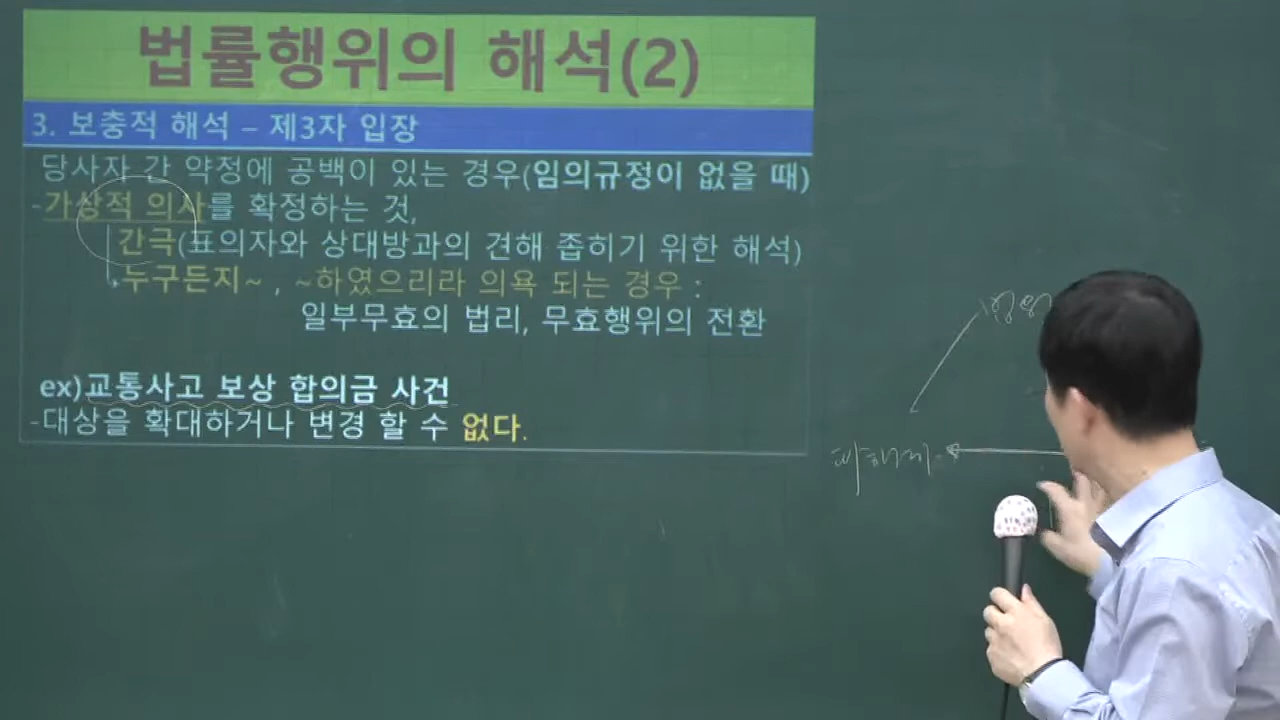 법률행위의 해석(2)
3. 보충적 해석 – 제3자 입장
당사자 간 약정에 공백이 있는 경우(임의규정이 없을 때)
-가상적 의사를 확정하는 것,
간극(표의자와 상대방과의 견해 좁히기 위한 해석)
누구든지~ , ~하였으리라 의욕 되는 경우 :
일부무효의 법리, 무효행위의 전환
ex)교통사고 보상 합의금 사건
-대상을 확대하거나 변경 할 수 없다.
피해자